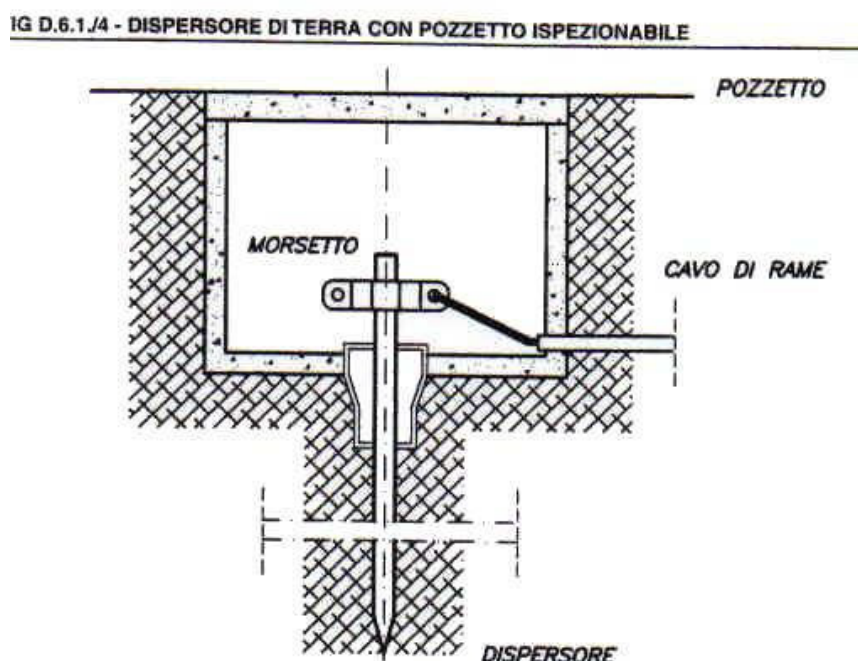 IG D.6.1./4 - DISPERSORE DI TERRA CON POZZETTO ISPEZIONABILE
POZZETTO
MORSETTO
CAVO DI RAME
DISPERSORE